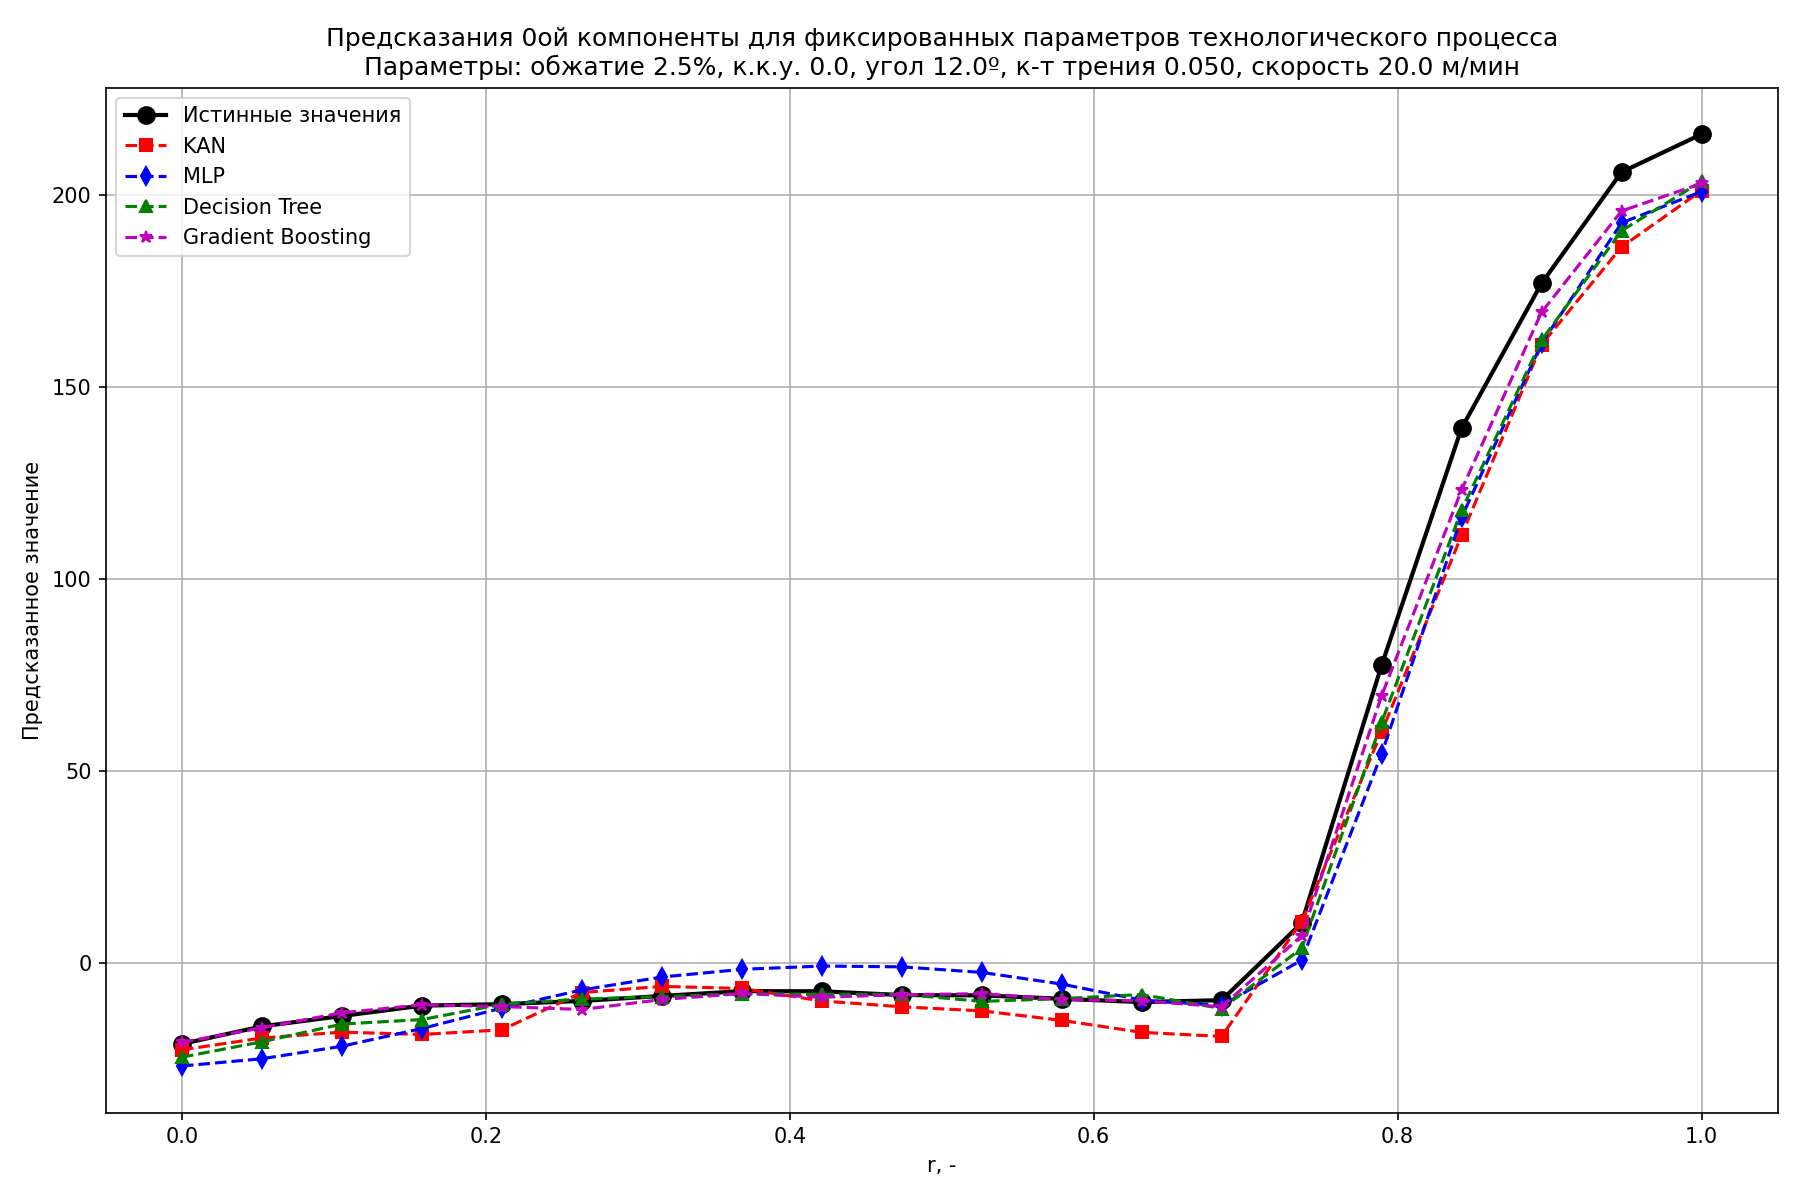 Предсказания 0ой компоненты для фиксированных параметров технологического процесса
Параметры: обжатие 2.5%, к.к.у. 0.0, угол 12.0º, к-т трения 0.050, скорость 20.0 м/мин
Истинные значения
KAN
MLP
Decision Tree
Gradient Boosting
Предсказанное значение
200
150
100
50
0
0.0 0.2 0.4 0.6 0.8 1.0
r, -